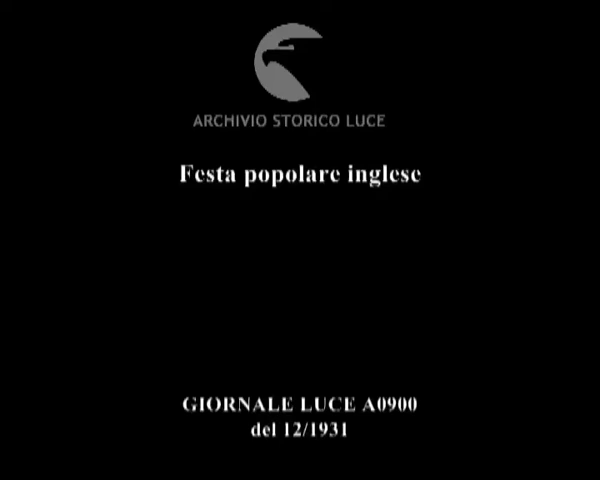 ARCHIVIO STORICO LUCE
Festa popolare inglese
GIORNALE LUCE A0900
del 12/1931